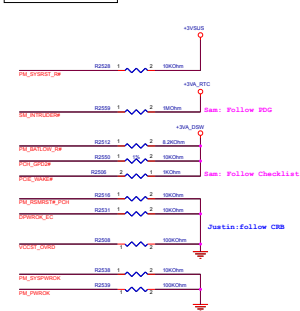 +3VSUS
R2528 1 2 10KOhm
PM_SYSRST_R#
+3VA_RTC
R2559 1 2 1MOhm Sam: Follow PDG
SM_INTRUDER#
+3VA_DSW
R2512 1 2 8.2KOhm
PM_BATLOW_R#
R2550 1 1% 2 10KOhm
PCH_GPD2#
R2506 2 1 1KOhm Sam: Follow Checklist
PCIE_WAKE#
R2516 1 2 10KOhm
PM_RSMRST#_PCH
R2531 1 2 10KOhm
DPWROK_EC
Justin:follow CRB
R2508 100KOhm
VCCST_OVRD 1 2
R2538 1 2 10KOhm
PM_SYSPWROK
R2539 100KOhm
PM_PWROK 1 2